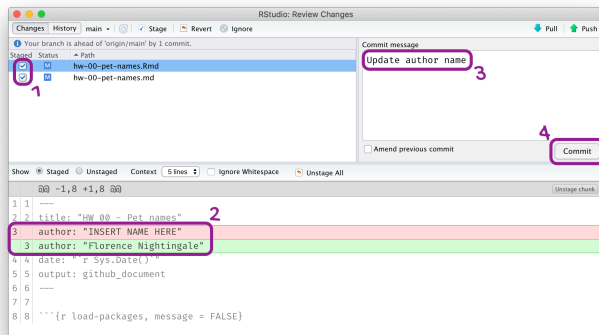 RStudio: Review Changes
Changes History main Stage Revert Ignore Pull Push
Your branch is ahead of 'origin/main' by 1 commit.
Staged Status Path
M hw-00-pet-names.Rmd
M hw-00-pet-names.md
1
Commit message
Update author name
3
4
Amend previous commit
Commit
Show Staged Unstaged Context 5 lines Ignore Whitespace Unstage All
@@ -1,8 +1,8 @@ Unstage chunk
1 1 ---
2 2 title: "HW 00 - Pet names"
2
3 author: "INSERT NAME HERE"
3 author: "Florence Nightingale"
4 4 date: "`r Sys.Date()`"
5 5 output: github_document
6 6 ---
7 7
8 8 ```{r load-packages, message = FALSE}